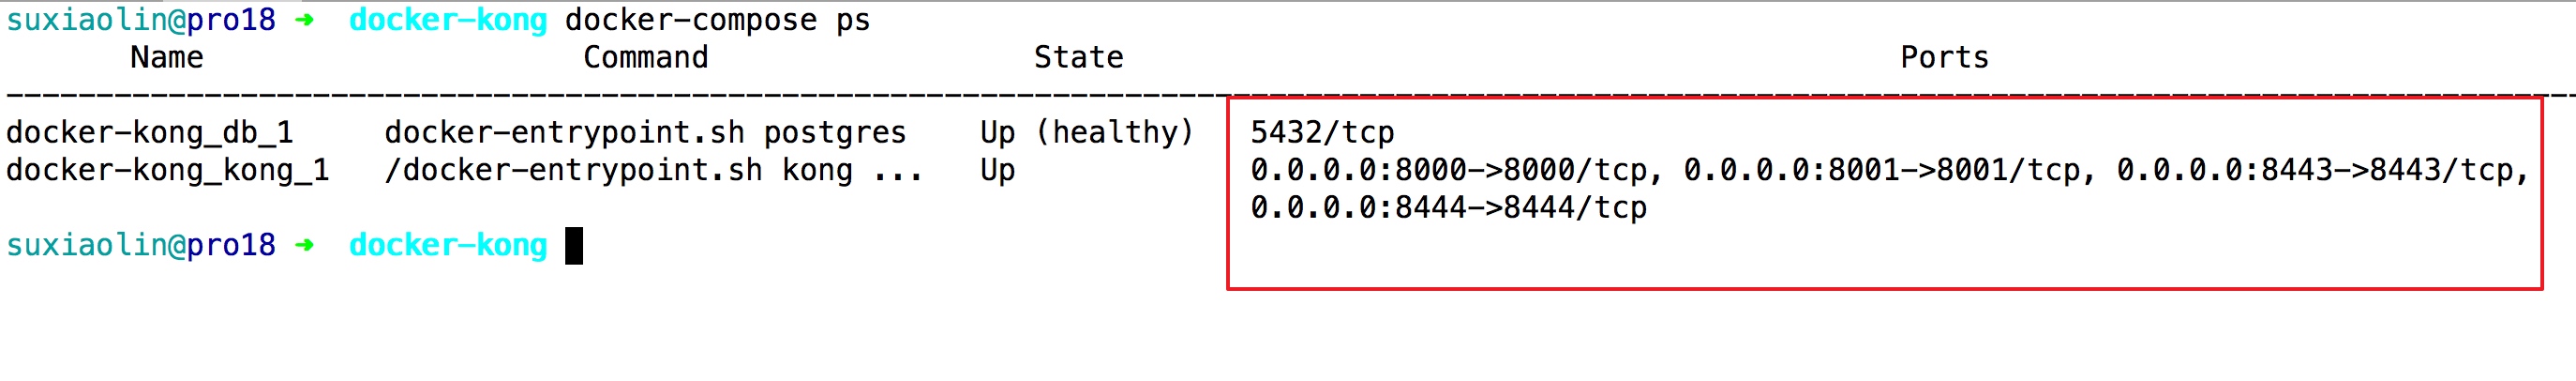 suxiaolin@pro18 ➜ docker-kong docker-compose ps
Name Command State Ports
--------------------------------------------------------------------------------------------------------------------------------------------
docker-kong_db_1 docker-entrypoint.sh postgres Up (healthy) 5432/tcp
docker-kong_kong_1 /docker-entrypoint.sh kong ... Up 0.0.0.0:8000->8000/tcp, 0.0.0.0:8001->8001/tcp, 0.0.0.0:8443->8443/tcp,
0.0.0.0:8444->8444/tcp
suxiaolin@pro18 ➜ docker-kong